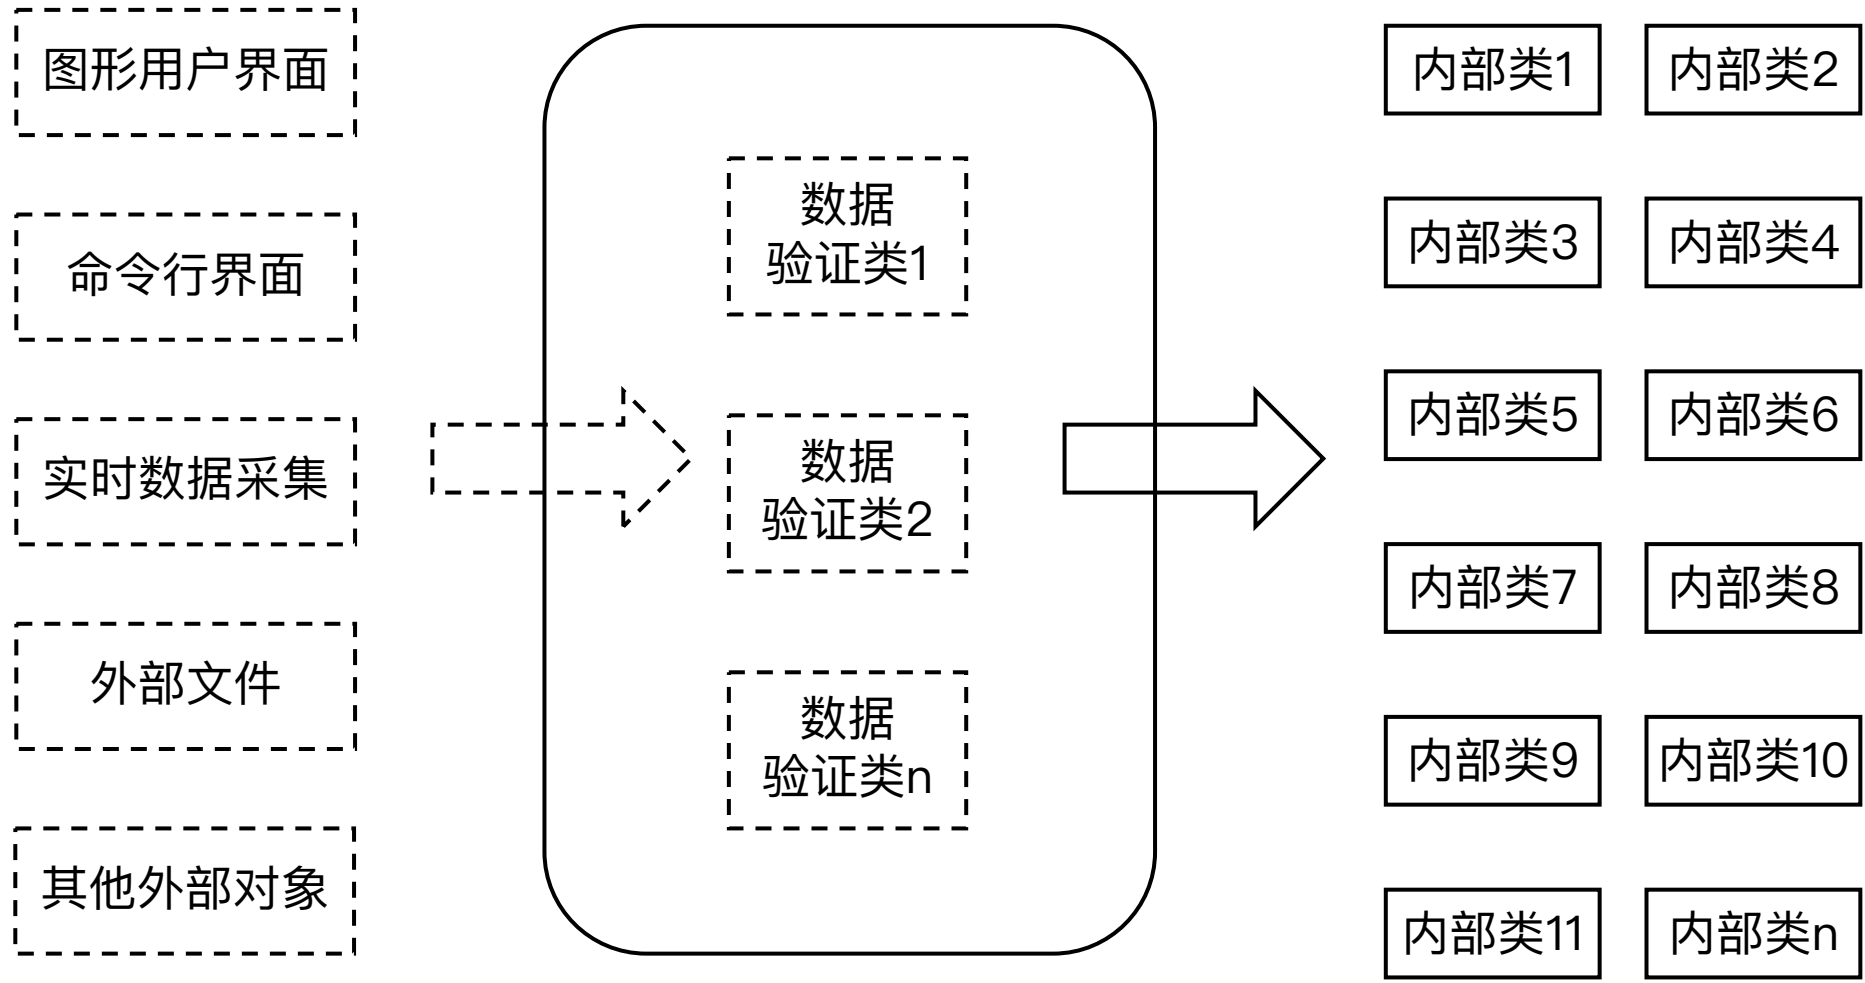 图形用户界面
命令行界面
实时数据采集
外部文件
其他外部对象
数据
验证类1
数据
验证类2
数据
验证类n
内部类1
内部类2
内部类3
内部类4
内部类5
内部类6
内部类7
内部类8
内部类9
内部类10
内部类11
内部类n